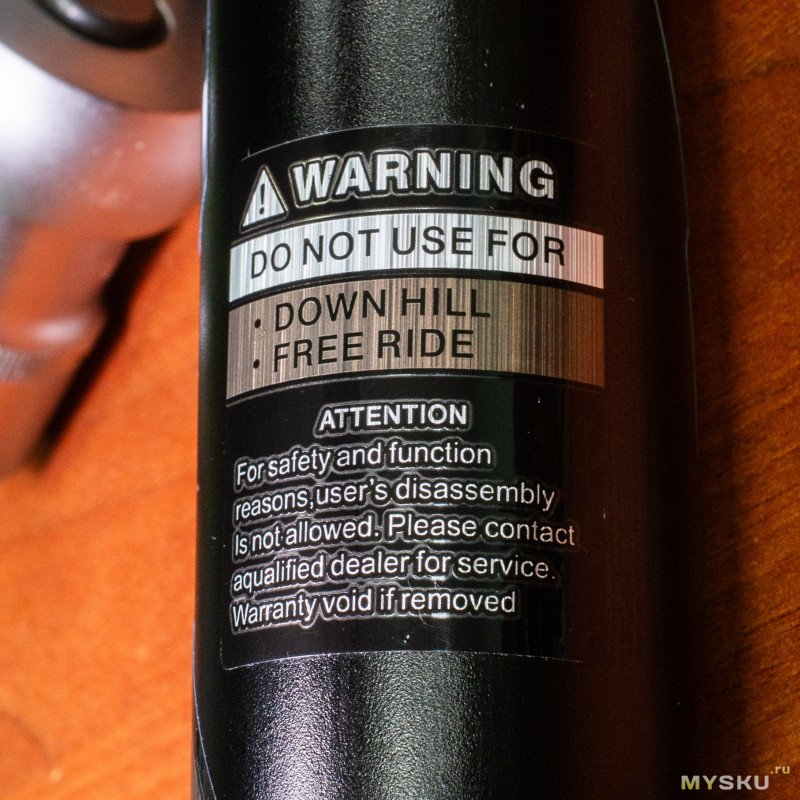 WARNING
DO NOT USE FOR
· DOWN HILL
· FREE RIDE
ATTENTION
For safety and function
reasons,user's disassembly
Is not allowed. Please contact
aqualified dealer for service.
Warranty void if removed
MYSKU.ru